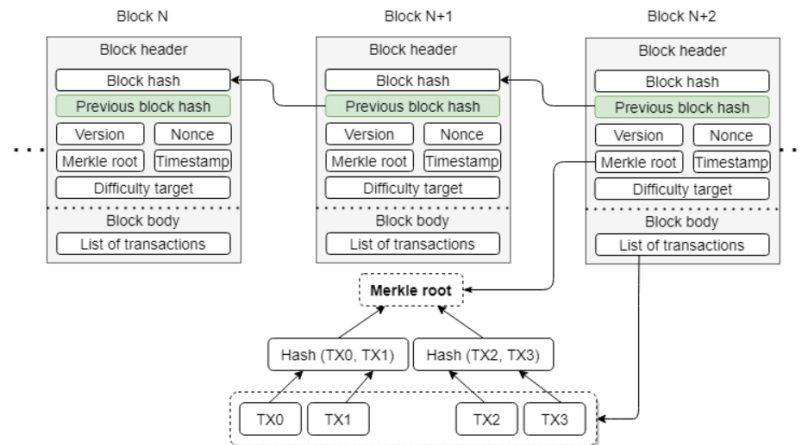 Block N
Block N+1
Block N+2
Block header
Block header
Block header
Block hash
Block hash
Block hash
Previous block hash
Previous block hash
Previous block hash
Version
Nonce
Version
Nonce
Version
Nonce
Merkle root
Timestamp
Merkle root
Timestamp
Merkle root
Timestamp
Difficulty target
Difficulty target
Difficulty target
Block body
Block body
Block body
List of transactions
List of transactions
List of transactions
Merkle root
Hash (TX0, TX1)
Hash (TX2, TX3)
TX0
TX1
TX2
TX3